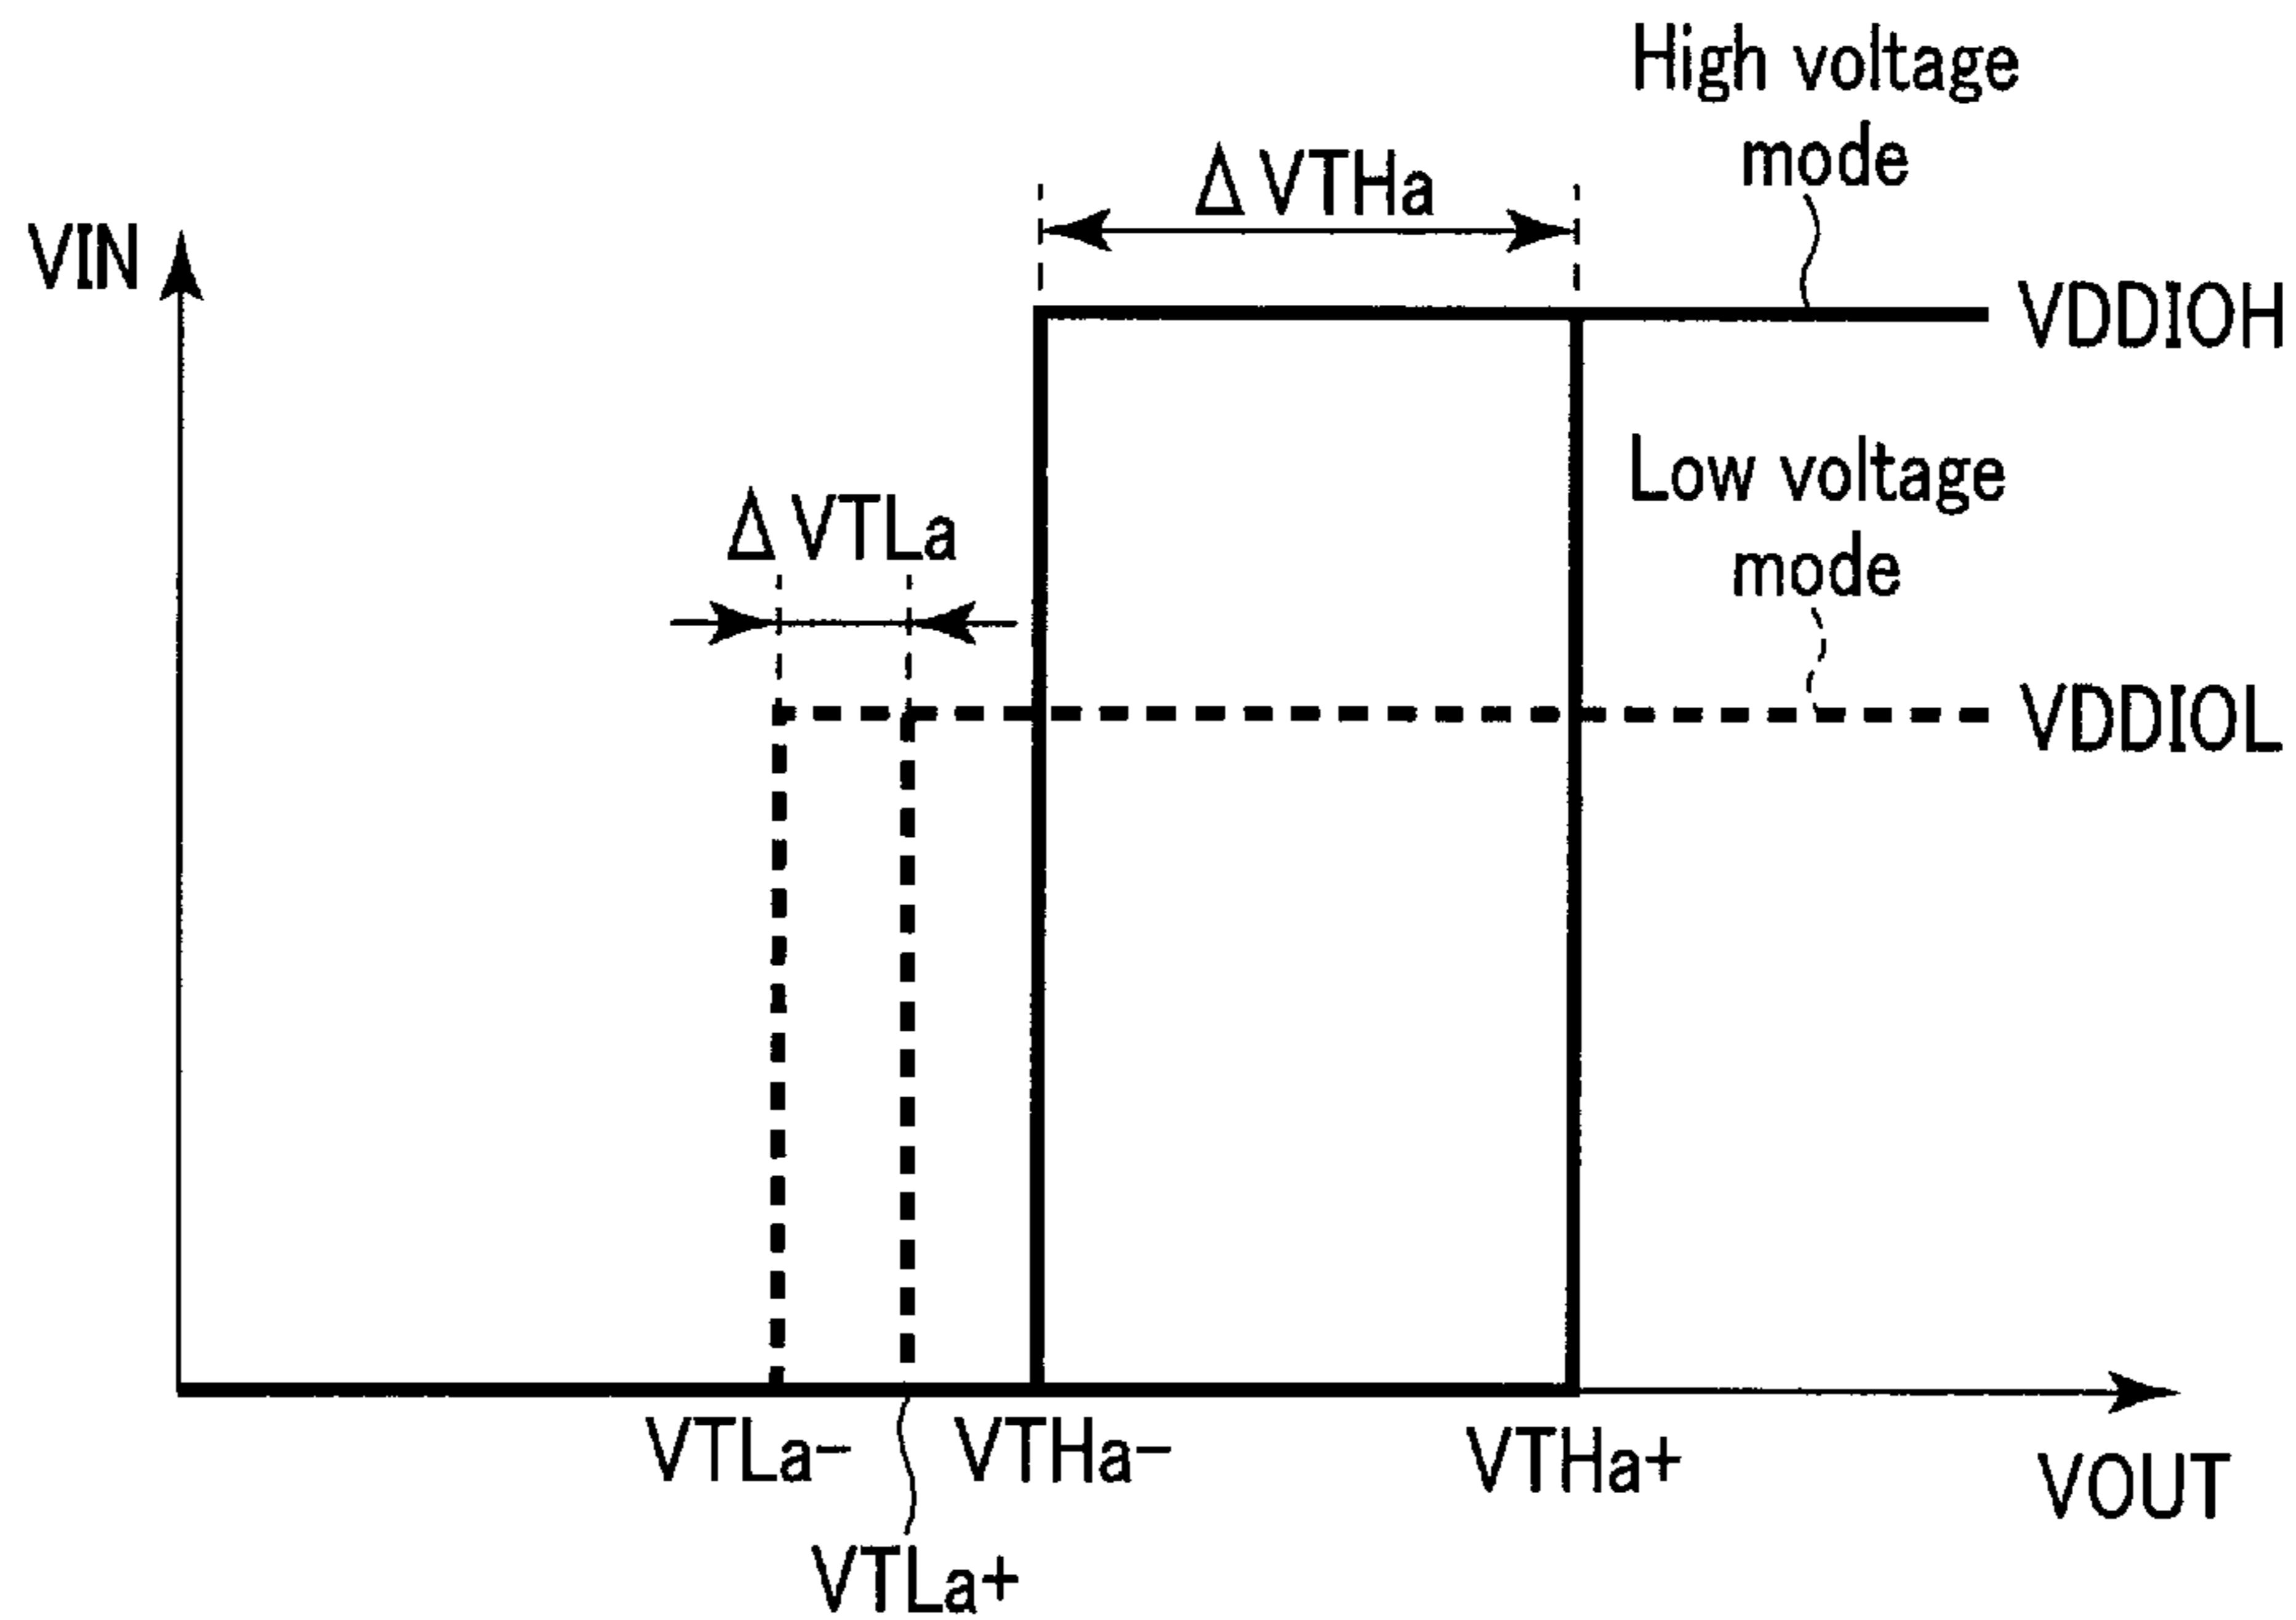 High voltage
mode
ΔVTHa
VIN
VDDIOH
Low voltage
mode
ΔVTLa
VDDIOL
VTLa−
VTHa−
VTHa+
VOUT
VTLa+